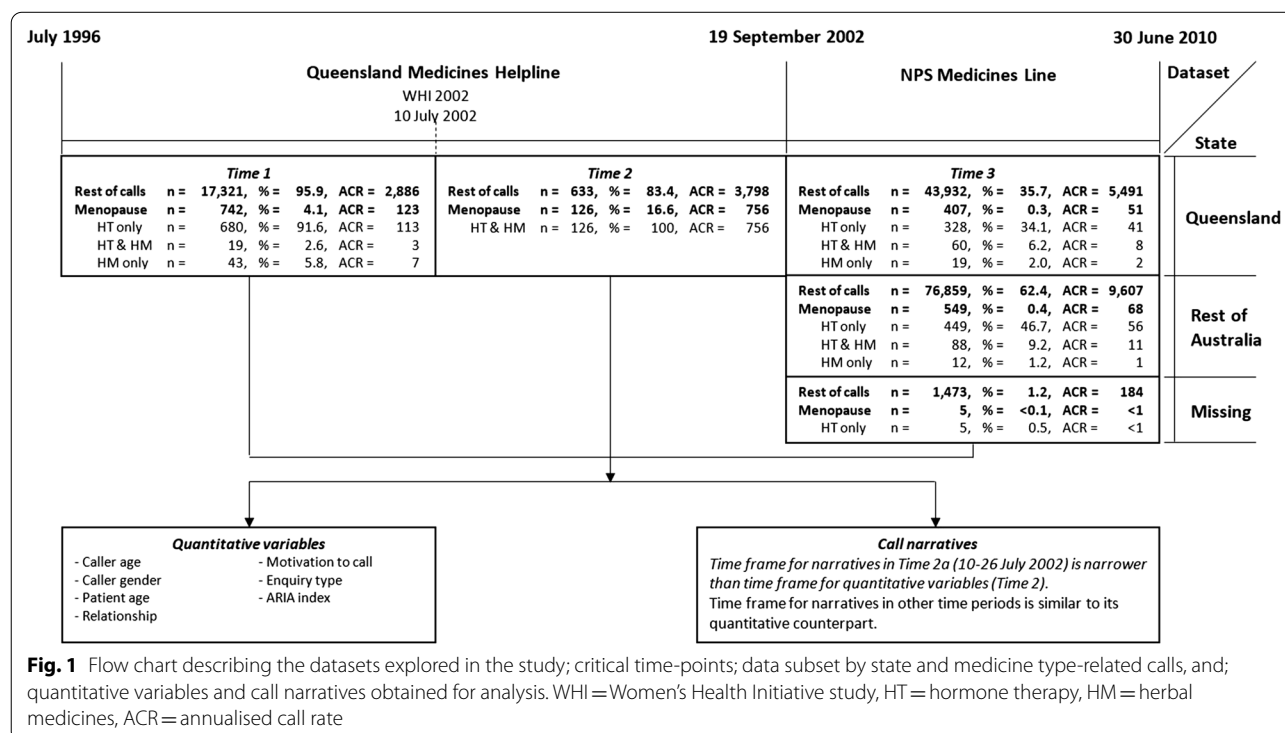 July 1996 19 September 2002 30 June 2010
Queensland Medicines Helpline NPS Medicines Line Dataset
WHI 2002
10 July 2002
State
Time 1
Rest of calls n = 17,321, % = 95.9, ACR = 2,886
Menopause n = 742, % = 4.1, ACR = 123
HT only n = 680, % = 91.6, ACR = 113
HT & HM n = 19, % = 2.6, ACR = 3
HM only n = 43, % = 5.8, ACR = 7
Time 2
Rest of calls n = 633, % = 83.4, ACR = 3,798
Menopause n = 126, % = 16.6, ACR = 756
HT & HM n = 126, % = 100, ACR = 756
Time 3
Rest of calls n = 43,932, % = 35.7, ACR = 5,491
Menopause n = 407, % = 0.3, ACR = 51
HT only n = 328, % = 34.1, ACR = 41
HT & HM n = 60, % = 6.2, ACR = 8
HM only n = 19, % = 2.0, ACR = 2
Queensland
Rest of calls n = 76,859, % = 62.4, ACR = 9,607
Menopause n = 549, % = 0.4, ACR = 68
HT only n = 449, % = 46.7, ACR = 56
HT & HM n = 88, % = 9.2, ACR = 11
HM only n = 12, % = 1.2, ACR = 1
Rest of
Australia
Rest of calls n = 1,473, % = 1.2, ACR = 184
Menopause n = 5, % = <0.1, ACR = <1
HT only n = 5, % = 0.5, ACR = <1
Missing
Quantitative variables
- Caller age
- Caller gender
- Patient age
- Relationship
- Motivation to call
- Enquiry type
- ARIA index
Call narratives
Time frame for narratives in Time 2a (10-26 July 2002) is narrower
than time frame for quantitative variables (Time 2).
Time frame for narratives in other time periods is similar to its
quantitative counterpart.
Fig. 1 Flow chart describing the datasets explored in the study; critical time-points; data subset by state and medicine type-related calls, and;
quantitative variables and call narratives obtained for analysis. WHI = Women's Health Initiative study, HT = hormone therapy, HM = herbal
medicines, ACR = annualised call rate